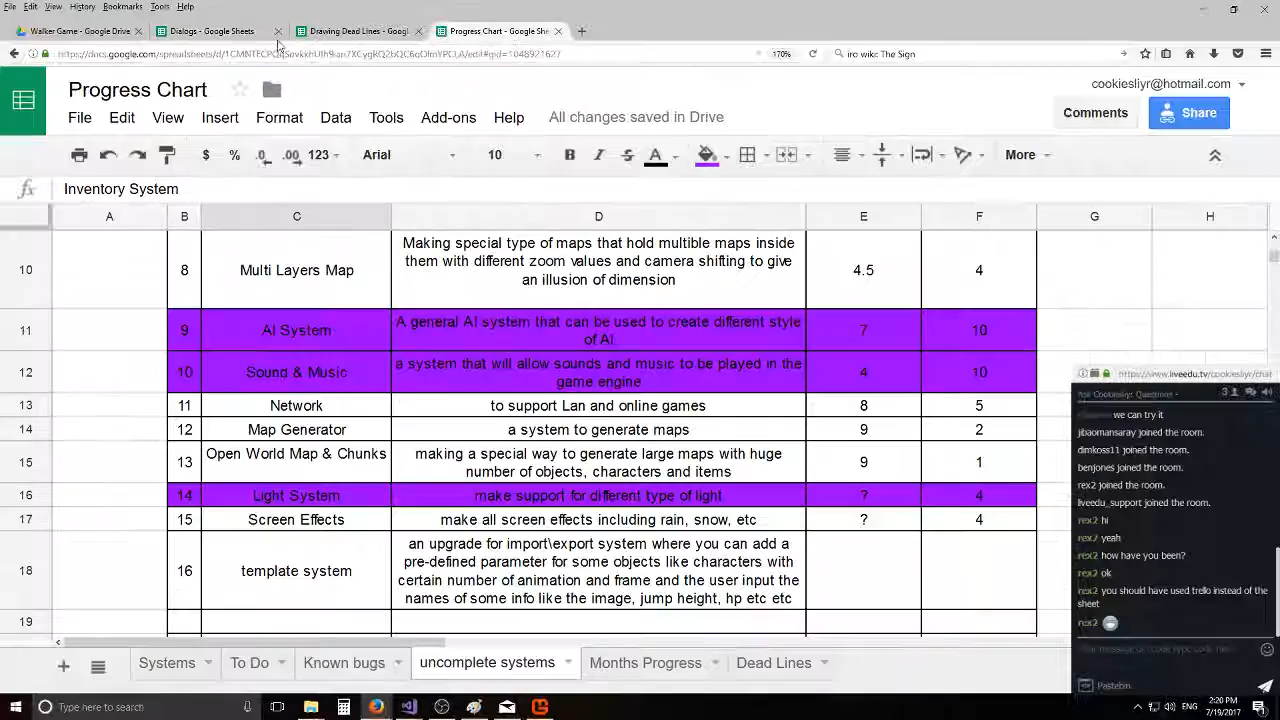 File Edit View History Bookmarks Tools Help
Walker Game - Google Drive
Dialogs - Google Sheets
Drawing Dead Lines - Googl
Progress Chart - Google She
170%
iro wiki: The Sign
Progress Chart
cookiesliyr@hotmail.com
File Edit View Insert Format Data Tools Add-ons Help All changes saved in Drive
Comments
Share
$ % .0 .00 123 Arial 10 B I S A More
fx Inventory System
A B C D E F G H
10 8 Multi Layers Map
Making special type of maps that hold multible maps inside
them with different zoom values and camera shifting to give
an illusion of dimension
4.5 4
11 9 AI System
A general AI system that can be used to create different style
of AI
7 10
12 10 Sound & Music
a system that will allow sounds and music to be played in the
game engine
4 10
13 11 Network to support Lan and online games 8 5
14 12 Map Generator a system to generate maps 9 2
15 13 Open World Map & Chunks
making a special way to generate large maps with huge
number of objects, characters and items
9 1
16 14 Light System make support for different type of light ? 4
17 15 Screen Effects make all screen effects including rain, snow, etc ? 4
18 16 template system
an upgrade for import\export system where you can add a
pre-defined parameter for some objects like characters with
certain number of animation and frame and the user input the
names of some info like the image, jump height, hp etc etc
19
Systems To Do Known bugs uncomplete systems Months Progress Dead Lines
https://www.liveedu.tv/cookiesliyr/chat
Cookiesliyr: Questions -
3
we can try it
jibaomansaray joined the room.
dimkoss11 joined the room.
benjones joined the room.
rex2 joined the room.
liveedu_support joined the room.
rex2 hi
rex2 yeah
rex2 how have you been?
rex2 ok
rex2 you should have used trello instead of the
sheet
rex2
Pastebin
Type here to search
ENG
2:20 PM
7/19/2017